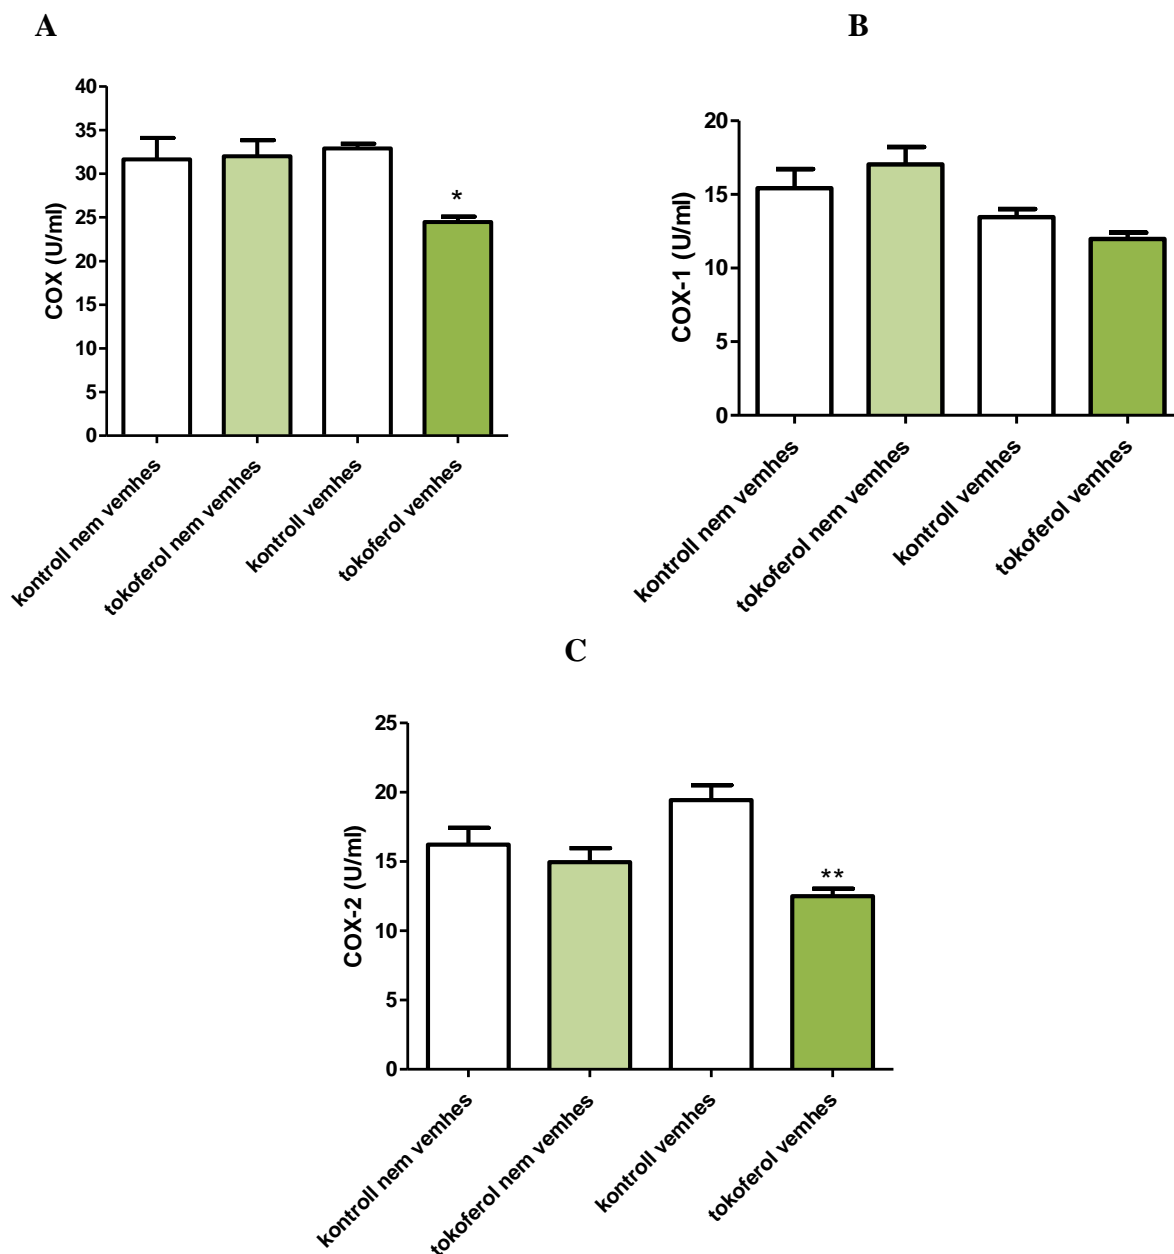 A
COX (U/ml)
40
35
30
25
20
15
10
5
0
*
kontroll nem vemhes
tokoferol nem vemhes
kontroll vemhes
tokoferol vemhes
B
COX-1 (U/ml)
20
15
10
5
0
kontroll nem vemhes
tokoferol nem vemhes
kontroll vemhes
tokoferol vemhes
C
COX-2 (U/ml)
25
20
15
10
5
0
**
kontroll nem vemhes
tokoferol nem vemhes
kontroll vemhes
tokoferol vemhes